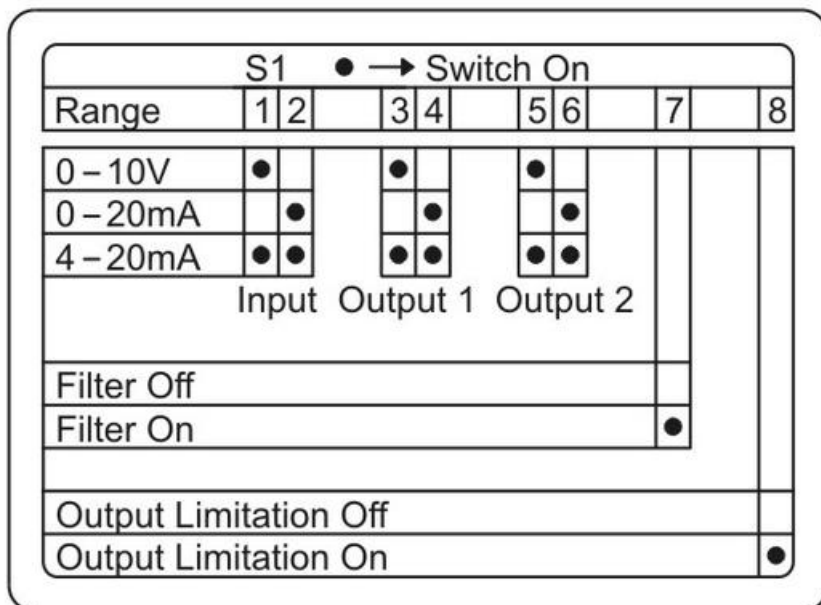 S1 ● → Switch On
Range 1 2 3 4 5 6 7 8
0–10V ● ● ●
0–20mA ● ● ●
4–20mA ● ● ● ● ● ●
Input Output 1 Output 2
Filter Off
Filter On ●
Output Limitation Off
Output Limitation On ●